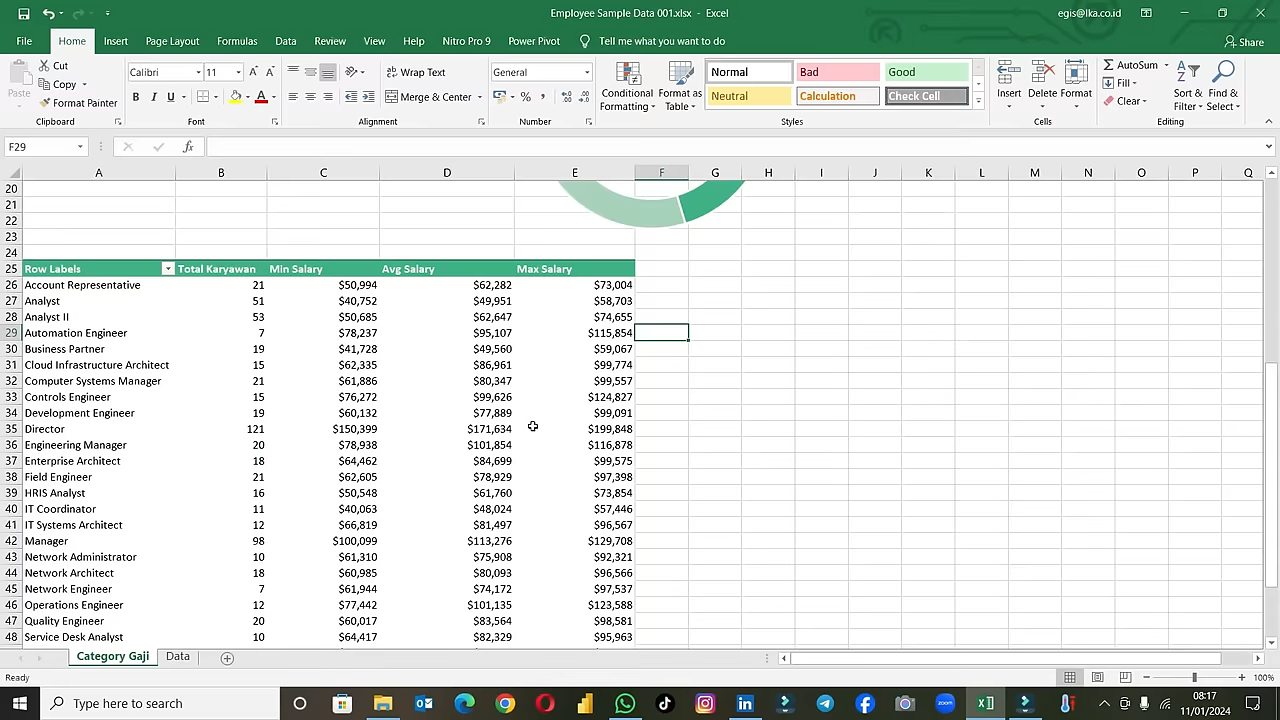 Employee Sample Data 001.xlsx - Excel
egis@lka.co.id
File Home Insert Page Layout Formulas Data Review View Help Nitro Pro 9 Power Pivot Tell me what you want to do Share
Paste
Cut
Copy
Format Painter
Clipboard
Calibri 11
B I U A
Font
Wrap Text
Merge & Center
Alignment
General
%
Number
Conditional Formatting
Format as Table
Normal Bad Good
Neutral Calculation Check Cell
Styles
Insert Delete Format
Cells
AutoSum
Fill
Clear
Sort & Filter
Find & Select
Editing
F29 fx
A B C D E F G H I J K L M N O P Q
20
21
22
23
24
25 Row Labels Total Karyawan Min Salary Avg Salary Max Salary
26 Account Representative 21 $50,994 $62,282 $73,004
27 Analyst 51 $40,752 $49,951 $58,703
28 Analyst II 53 $50,685 $62,647 $74,655
29 Automation Engineer 7 $78,237 $95,107 $115,854
30 Business Partner 19 $41,728 $49,560 $59,067
31 Cloud Infrastructure Architect 15 $62,335 $86,961 $99,774
32 Computer Systems Manager 21 $61,886 $80,347 $99,557
33 Controls Engineer 15 $76,272 $99,626 $124,827
34 Development Engineer 19 $60,132 $77,889 $99,091
35 Director 121 $150,399 $171,634 $199,848
36 Engineering Manager 20 $78,938 $101,854 $116,878
37 Enterprise Architect 18 $64,462 $84,699 $99,575
38 Field Engineer 21 $62,605 $78,929 $97,398
39 HRIS Analyst 16 $50,548 $61,760 $73,854
40 IT Coordinator 11 $40,063 $48,024 $57,446
41 IT Systems Architect 12 $66,819 $81,497 $96,567
42 Manager 98 $100,099 $113,276 $129,708
43 Network Administrator 10 $61,310 $75,908 $92,321
44 Network Architect 18 $60,985 $80,093 $96,566
45 Network Engineer 7 $61,944 $74,172 $97,537
46 Operations Engineer 12 $77,442 $101,135 $123,588
47 Quality Engineer 20 $60,017 $83,564 $98,581
48 Service Desk Analyst 10 $64,417 $82,329 $95,963
Category Gaji Data
Ready
100%
Type here to search
zoom
08:17
11/01/2024